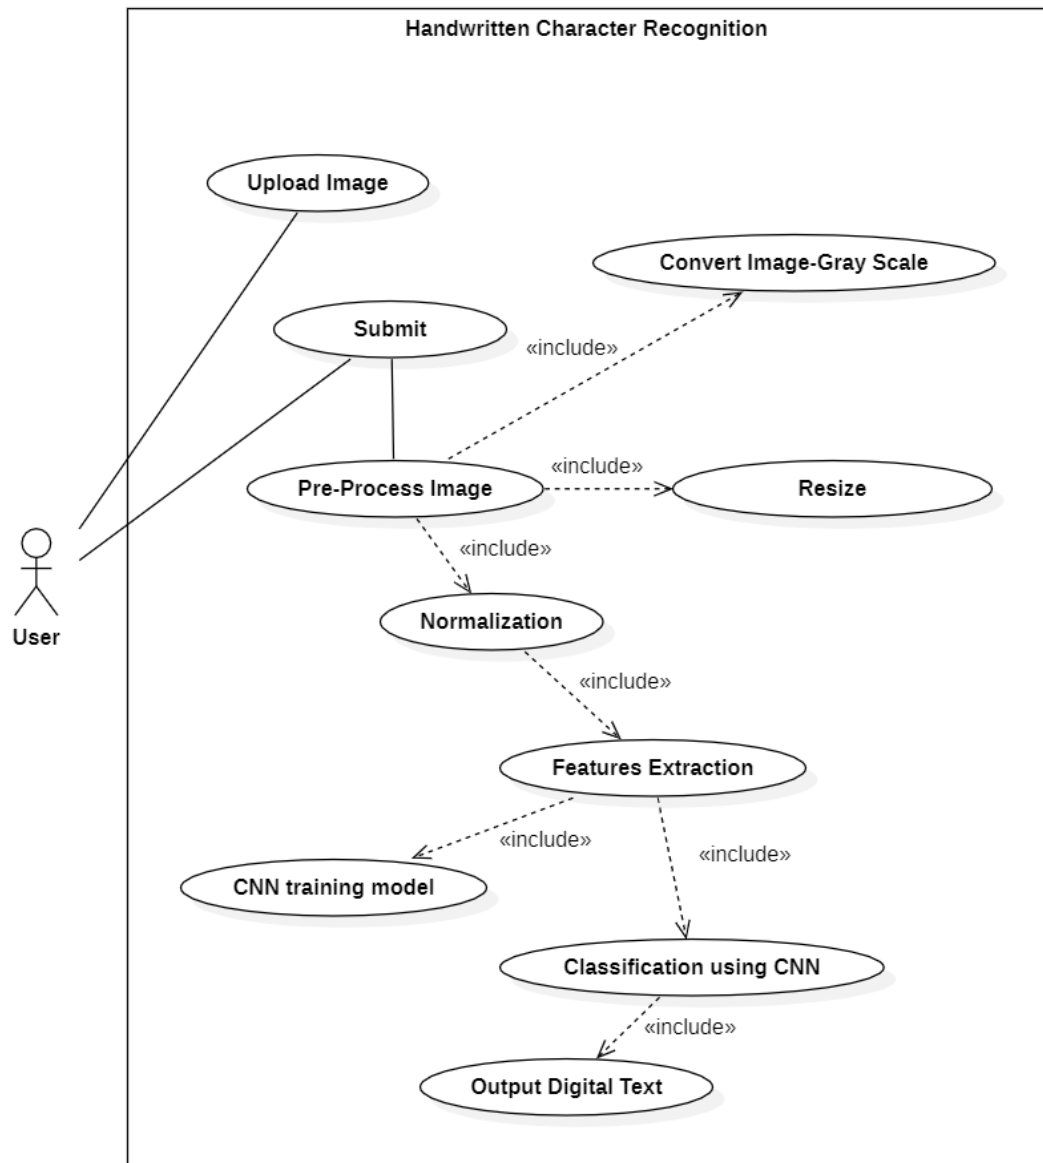 Handwritten Character Recognition
Upload Image
Convert Image-Gray Scale
Submit
«include»
«include»
Pre-Process Image
Resize
«include»
Normalization
User
«include»
Features Extraction
«include»
«include»
CNN training model
Classification using CNN
«include»
Output Digital Text